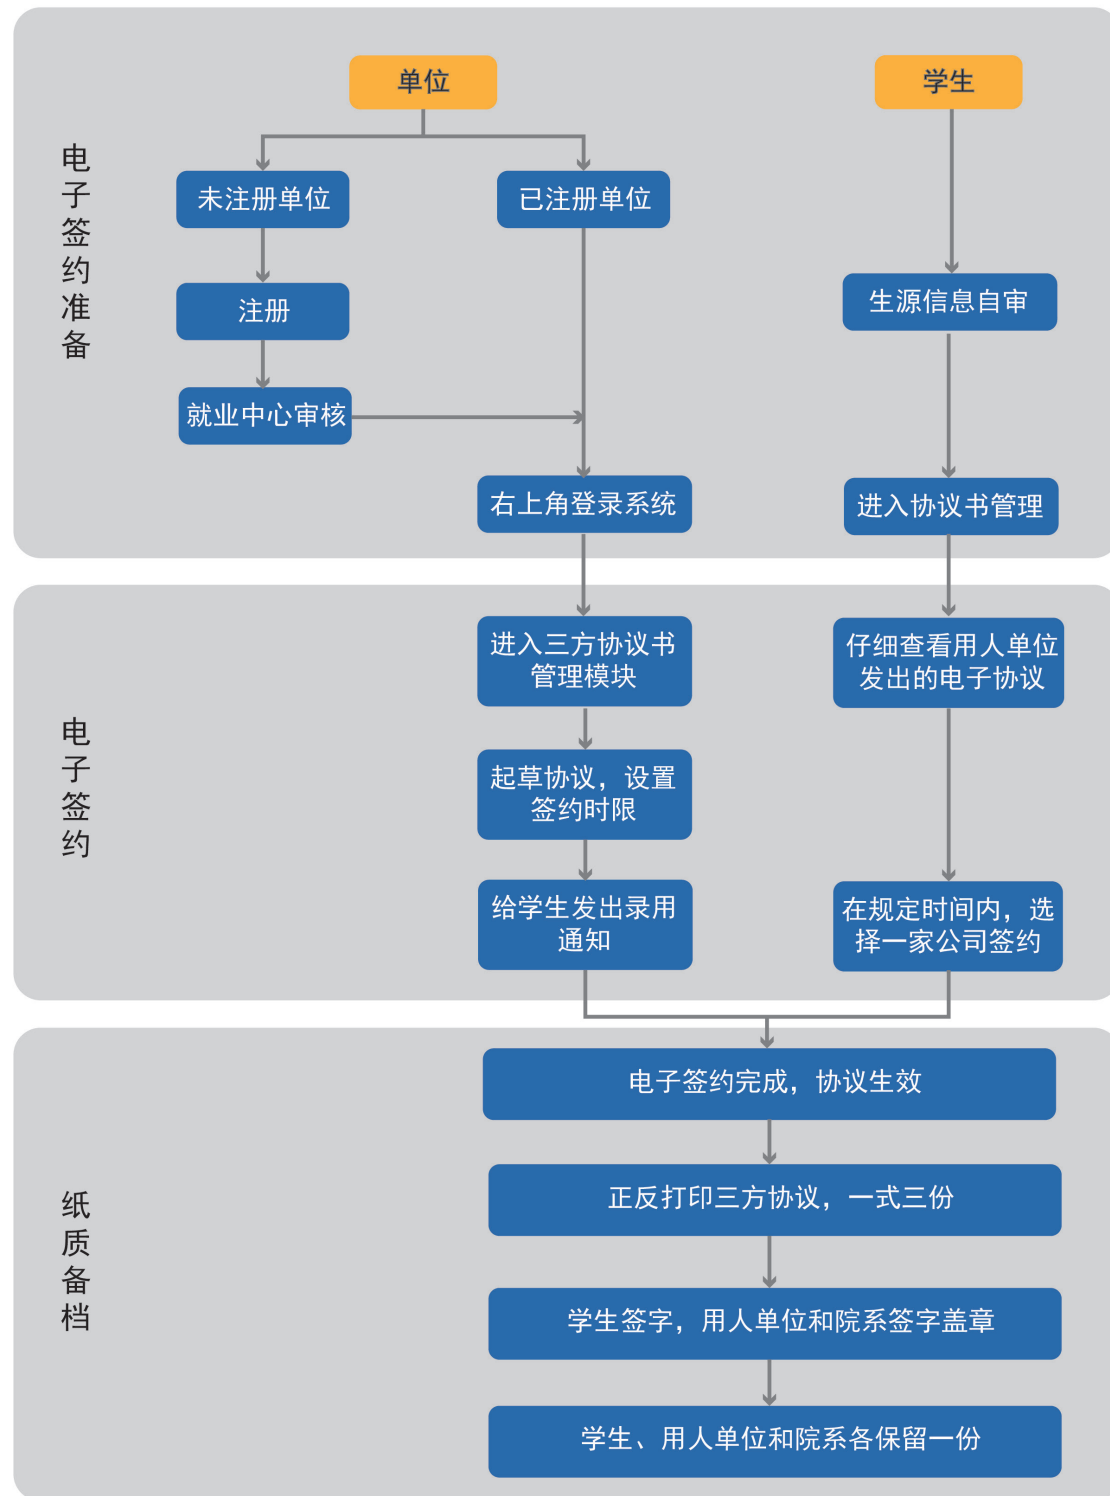 电子签约准备
单位
学生
未注册单位
已注册单位
注册
生源信息自审
就业中心审核
右上角登录系统
进入协议书管理
电子签约
进入三方协议书
管理模块
仔细查看用人单位
发出的电子协议
起草协议，设置
签约时限
给学生发出录用
通知
在规定时间内，选
择一家公司签约
纸质备档
电子签约完成，协议生效
正反打印三方协议，一式三份
学生签字，用人单位和院系签字盖章
学生、用人单位和院系各保留一份